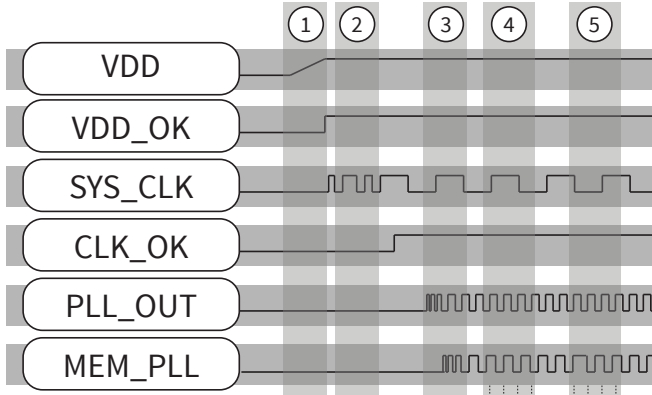 1 2 3 4 5
VDD
VDD_OK
SYS_CLK
CLK_OK
PLL_OUT
MEM_PLL